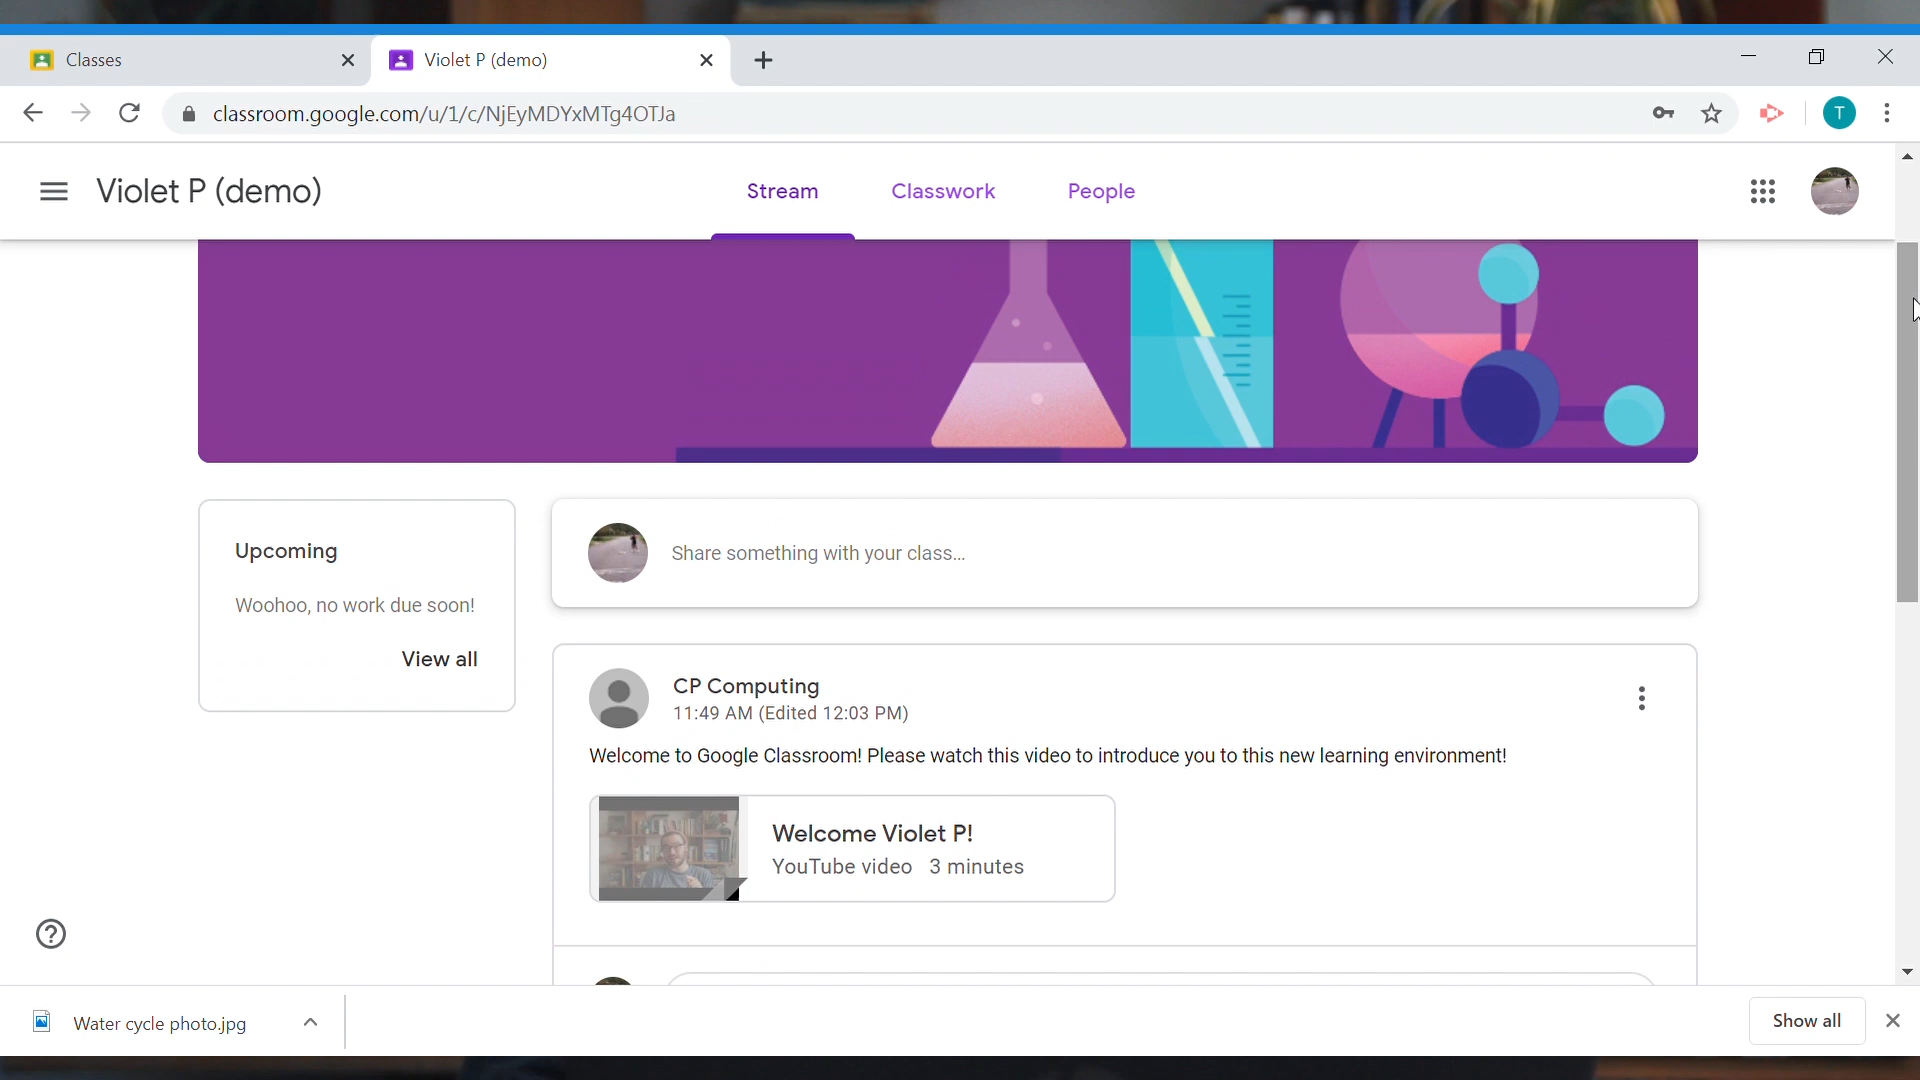 Classes
Violet P (demo)
classroom.google.com/u/1/c/NjEyMDYxMTg4OTJa
T
Violet P (demo)
Stream
Classwork
People
Upcoming
Woohoo, no work due soon!
View all
Share something with your class...
CP Computing
11:49 AM (Edited 12:03 PM)
Welcome to Google Classroom! Please watch this video to introduce you to this new learning environment!
Welcome Violet P!
YouTube video 3 minutes
Water cycle photo.jpg
Show all